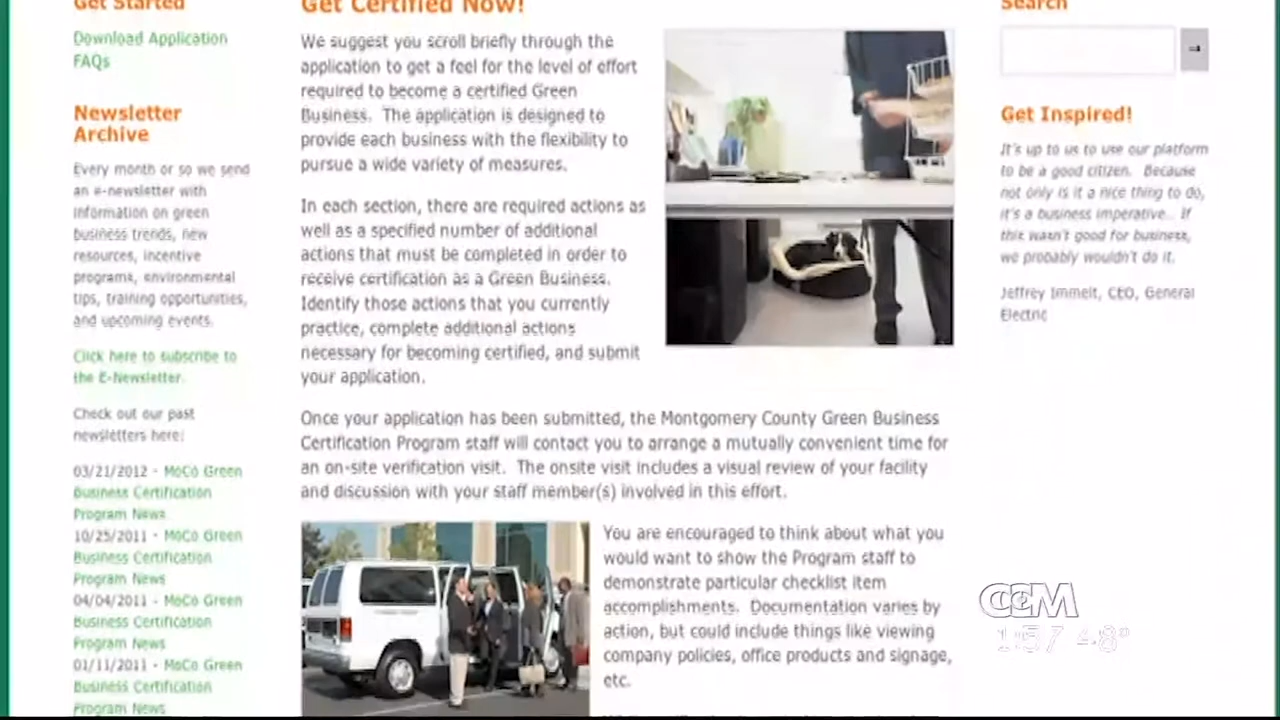 Get Started
Download Application
FAQs
Newsletter
Archive
Every month or so we send
an e-newsletter with
information on green
business trends, new
resources, incentive
programs, environmental
tips, training opportunities,
and upcoming events.
Click here to subscribe to
the E-Newsletter.
Check out our past
newsletters here:
03/21/2012 - MoCo Green
Business Certification
Program News
10/25/2011 - MoCo Green
Business Certification
Program News
04/04/2011 - MoCo Green
Business Certification
Program News
01/11/2011 - MoCo Green
Business Certification
Program News
Get Certified Now!
We suggest you scroll briefly through the
application to get a feel for the level of effort
required to become a certified Green
Business. The application is designed to
provide each business with the flexibility to
pursue a wide variety of measures.
In each section, there are required actions as
well as a specified number of additional
actions that must be completed in order to
receive certification as a Green Business.
Identify those actions that you currently
practice, complete additional actions
necessary for becoming certified, and submit
your application.
Once your application has been submitted, the Montgomery County Green Business
Certification Program staff will contact you to arrange a mutually convenient time for
an on-site verification visit. The onsite visit includes a visual review of your facility
and discussion with your staff member(s) involved in this effort.
You are encouraged to think about what you
would want to show the Program staff to
demonstrate particular checklist item
accomplishments. Documentation varies by
action, but could include things like viewing
company policies, office products and signage,
etc.
Search
Get Inspired!
It's up to us to use our platform
to be a good citizen. Because
not only is it a nice thing to do,
it's a business imperative... If
this wasn't good for business,
we probably wouldn't do it.
Jeffrey Immelt, CEO, General
Electric
CCM
1:57 48°